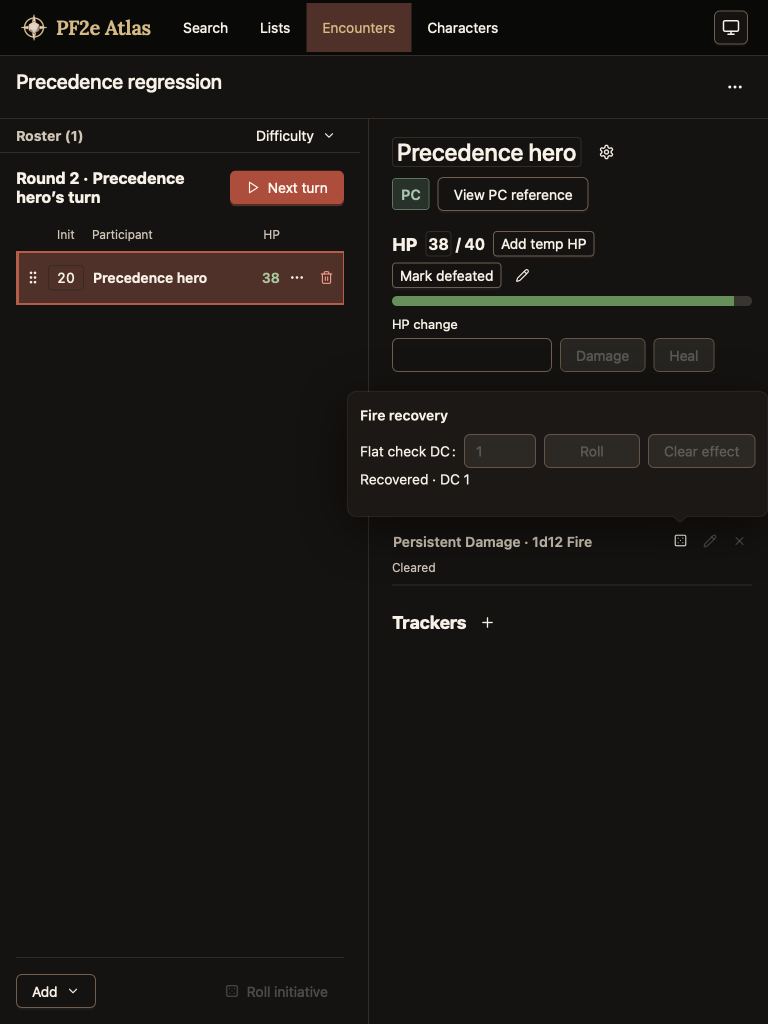 PF2e Atlas Search Lists Encounters Characters
Precedence regression
Roster (1) Difficulty
Round 2 · Precedence
hero’s turn
Next turn
Init Participant HP
20 Precedence hero 38
Add
Roll initiative
Precedence hero
PC View PC reference
HP 38 / 40 Add temp HP
Mark defeated
HP change
Damage Heal
Fire recovery
Flat check DC: 1 Roll Clear effect
Recovered · DC 1
Persistent Damage · 1d12 Fire
Cleared
Trackers +